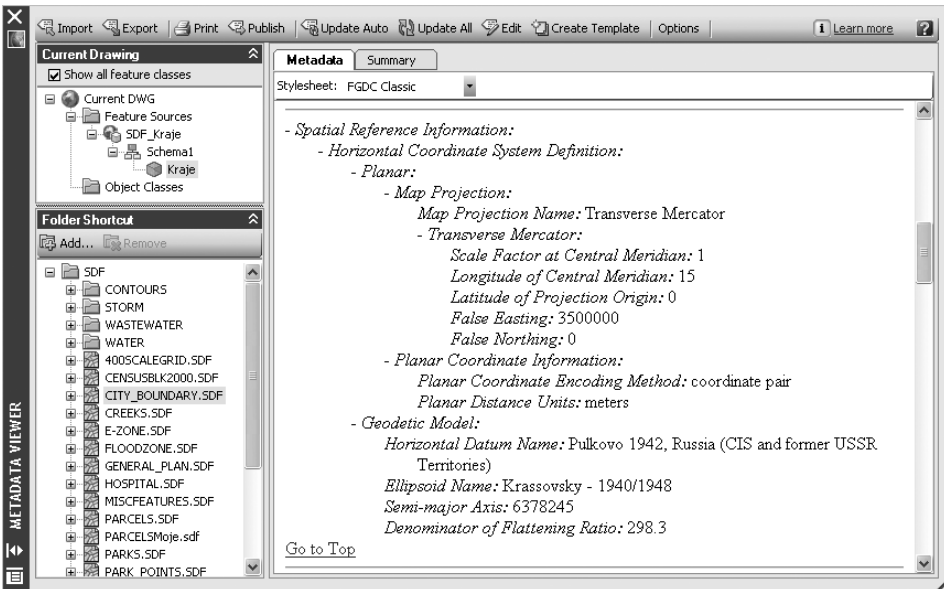 Import Export Print Publish Update Auto Update All Edit Create Template Options i Learn more ?
Current Drawing
Show all feature classes
Current DWG
Feature Sources
SDF_Kraje
Schema1
Kraje
Object Classes
Folder Shortcut
Add... Remove
SDF
CONTOURS
STORM
WASTEWATER
WATER
400SCALEGRID.SDF
CENSUSBLK2000.SDF
CITY_BOUNDARY.SDF
CREEKS.SDF
E-ZONE.SDF
FLOODZONE.SDF
GENERAL_PLAN.SDF
HOSPITAL.SDF
MISCFEATURES.SDF
PARCELS.SDF
PARCELSMoje.sdf
PARKS.SDF
PARK_POINTS.SDF
METADATA VIEWER
Metadata Summary
Stylesheet: FGDC Classic
- Spatial Reference Information:
- Horizontal Coordinate System Definition:
- Planar:
- Map Projection:
Map Projection Name: Transverse Mercator
- Transverse Mercator:
Scale Factor at Central Meridian: 1
Longitude of Central Meridian: 15
Latitude of Projection Origin: 0
False Easting: 3500000
False Northing: 0
- Planar Coordinate Information:
Planar Coordinate Encoding Method: coordinate pair
Planar Distance Units: meters
- Geodetic Model:
Horizontal Datum Name: Pulkovo 1942, Russia (CIS and former USSR
Territories)
Ellipsoid Name: Krassovsky - 1940/1948
Semi-major Axis: 6378245
Denominator of Flattening Ratio: 298.3
Go to Top